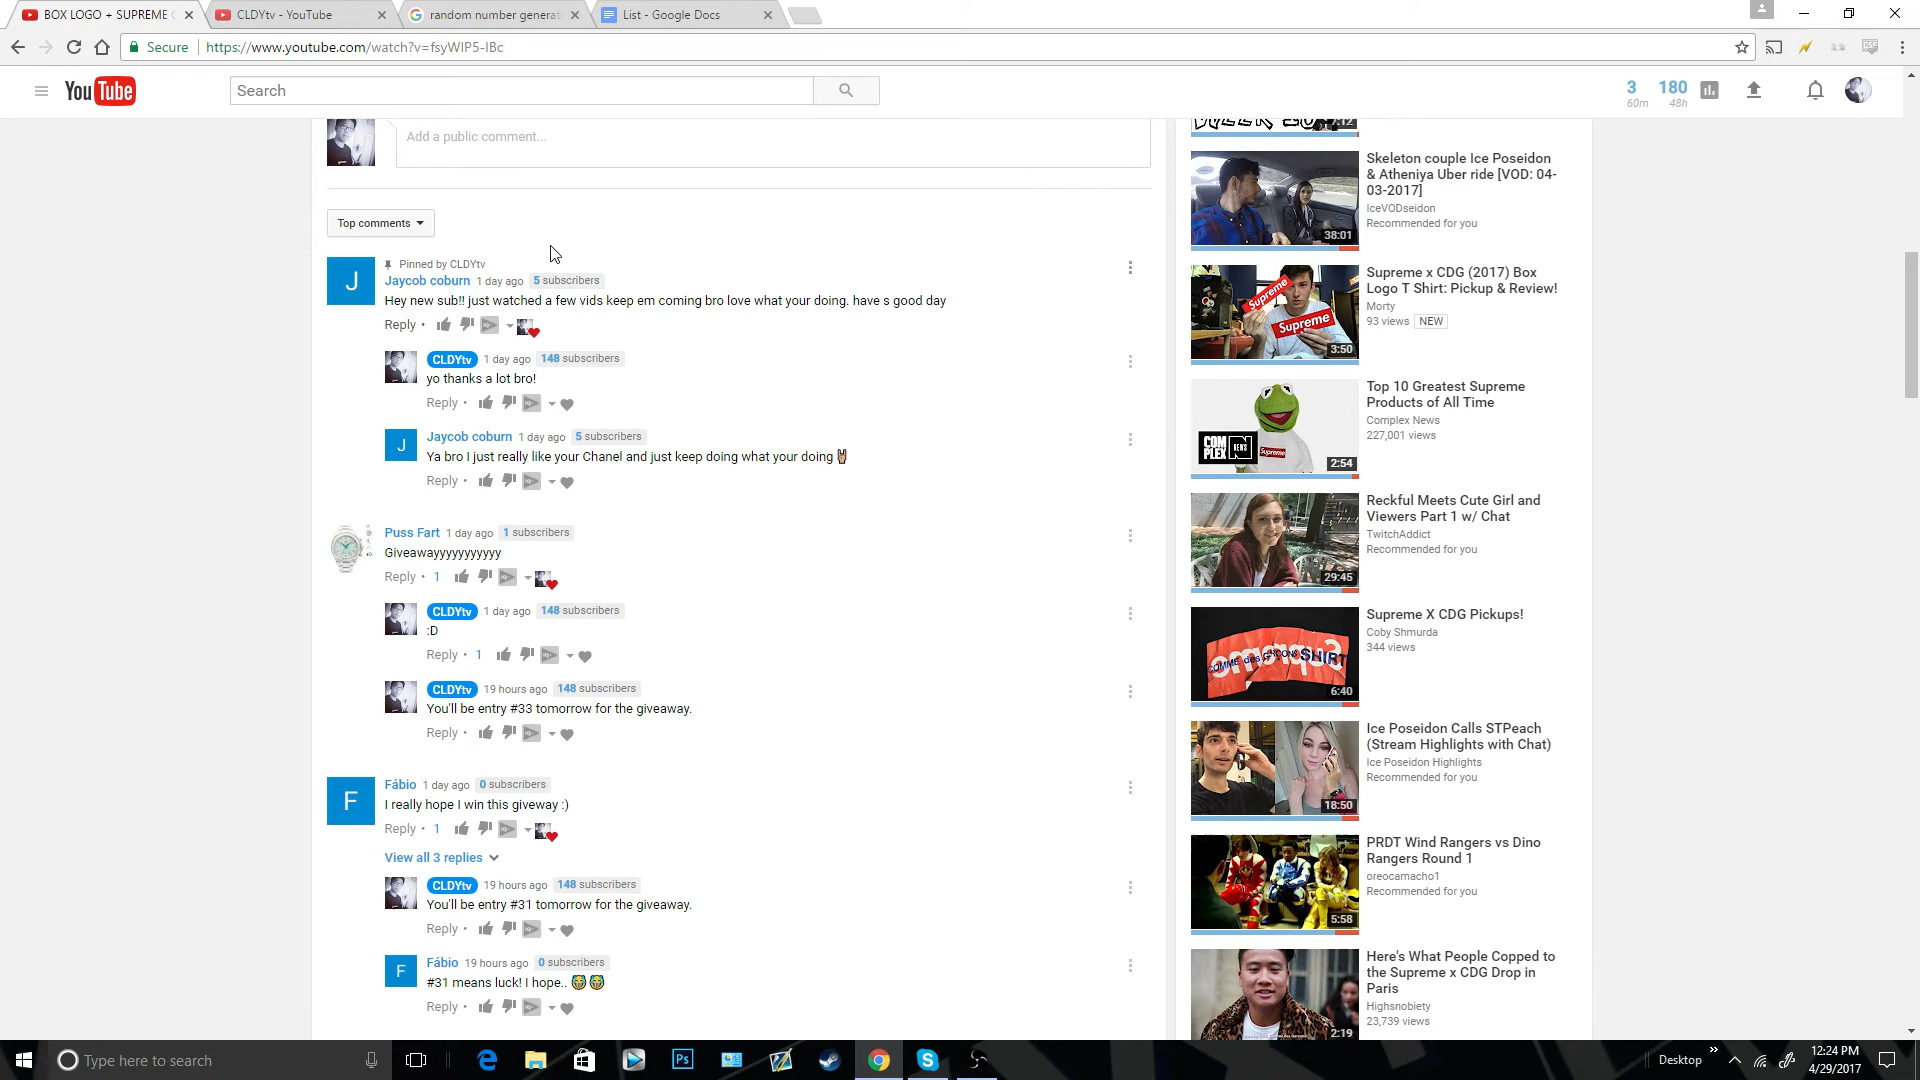 BOX LOGO + SUPREME
CLDYtv - YouTube
random number generat
List - Google Docs
Secure
https://www.youtube.com/watch?v=fsyWIP5-IBc
YouTube
Search
3
60m
180
48h
Add a public comment...
Top comments
Pinned by CLDYtv
J
Jaycob coburn 1 day ago 5 subscribers
Hey new sub!! just watched a few vids keep em coming bro love what your doing. have s good day
Reply •
CLDYtv 1 day ago 148 subscribers
yo thanks a lot bro!
Reply •
J
Jaycob coburn 1 day ago 5 subscribers
Ya bro I just really like your Chanel and just keep doing what your doing 🤘
Reply •
Puss Fart 1 day ago 1 subscribers
Giveawayyyyyyyyyyy
Reply • 1
CLDYtv 1 day ago 148 subscribers
:D
Reply • 1
CLDYtv 19 hours ago 148 subscribers
You'll be entry #33 tomorrow for the giveaway.
Reply •
F
Fábio 1 day ago 0 subscribers
I really hope I win this giveway :)
Reply • 1
View all 3 replies
CLDYtv 19 hours ago 148 subscribers
You'll be entry #31 tomorrow for the giveaway.
Reply •
F
Fábio 19 hours ago 0 subscribers
#31 means luck! I hope..
Reply •
Skeleton couple Ice Poseidon
& Atheniya Uber ride [VOD: 04-
03-2017]
IceVODseidon
Recommended for you
38:01
Supreme x CDG (2017) Box
Logo T Shirt: Pickup & Review!
Morty
93 views NEW
Supreme
Supreme
3:50
Top 10 Greatest Supreme
Products of All Time
Complex News
227,001 views
COM
PLEX
NEWS
Supreme
2:54
Reckful Meets Cute Girl and
Viewers Part 1 w/ Chat
TwitchAddict
Recommended for you
29:45
Supreme X CDG Pickups!
Coby Shmurda
344 views
COMME des GARCONS SHIRT
6:40
Ice Poseidon Calls STPeach
(Stream Highlights with Chat)
Ice Poseidon Highlights
Recommended for you
18:50
PRDT Wind Rangers vs Dino
Rangers Round 1
oreocamacho1
Recommended for you
5:58
Here's What People Copped to
the Supreme x CDG Drop in
Paris
Highsnobiety
23,739 views
2:19
Type here to search
Ps
Desktop
12:24 PM
4/29/2017